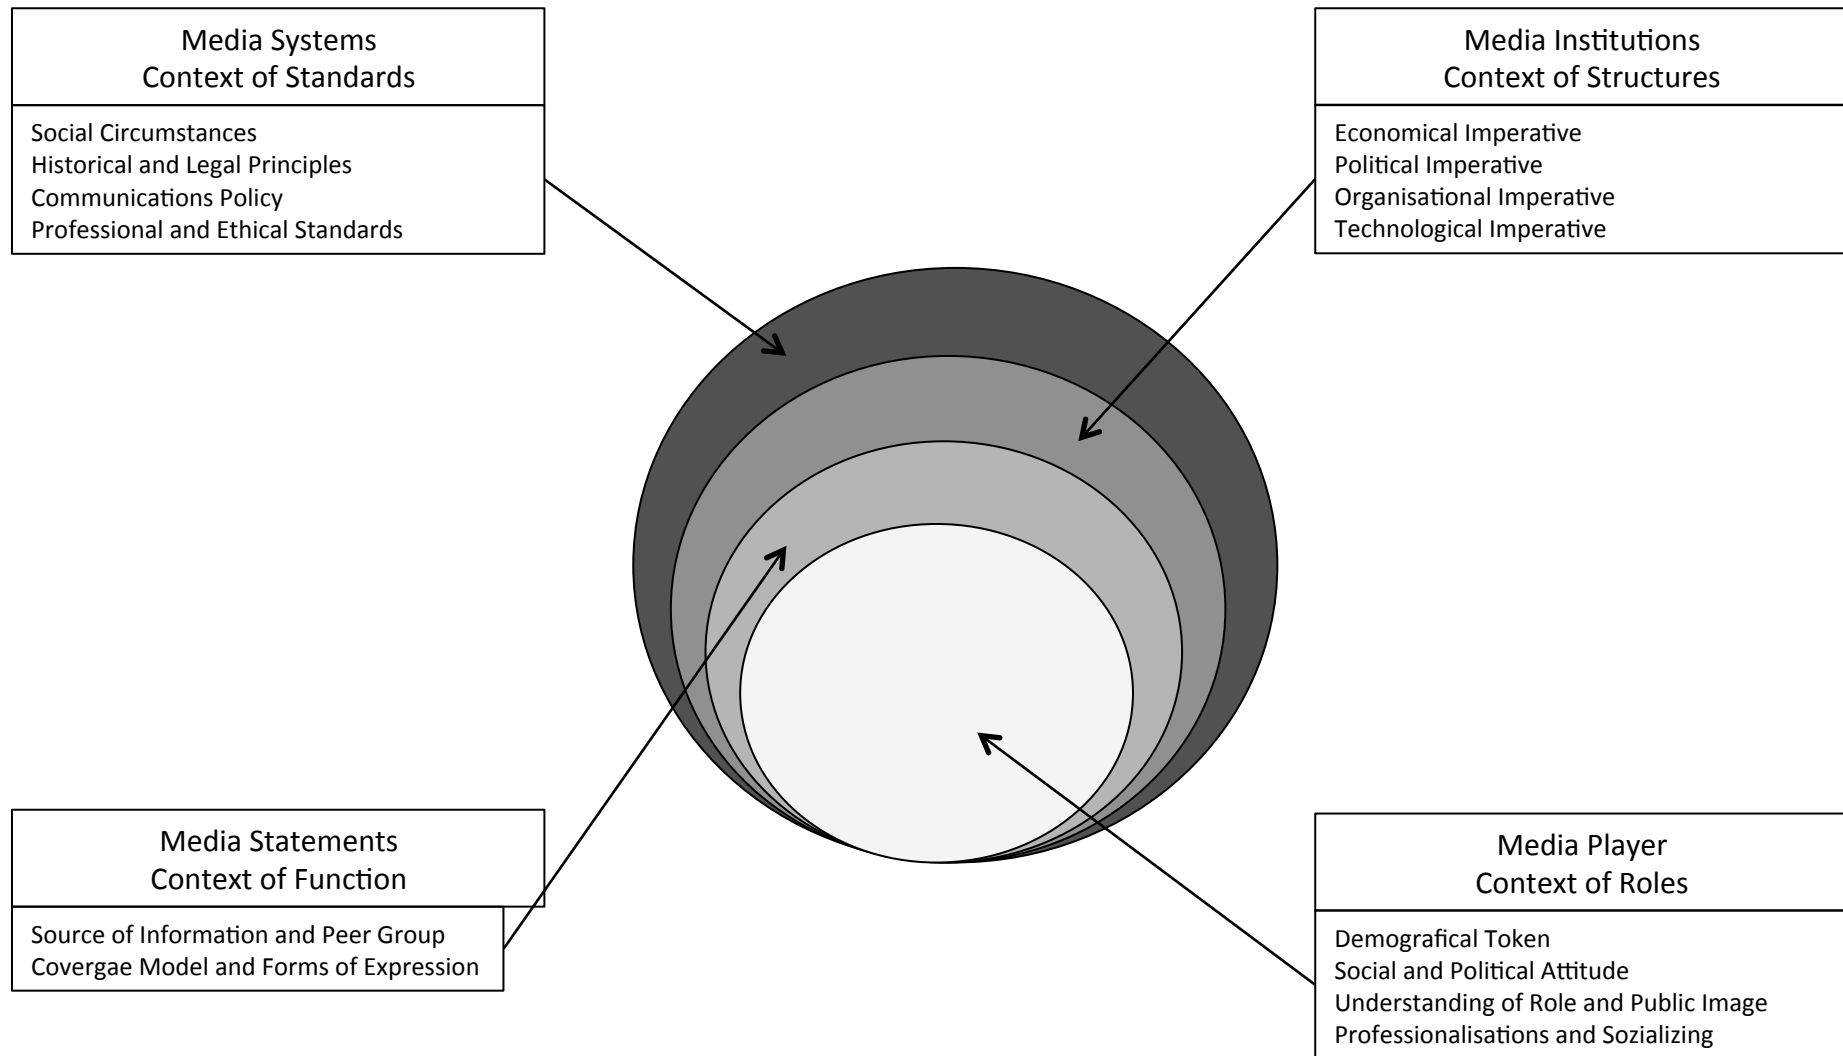 Media Systems
Context of Standards
Social Circumstances
Historical and Legal Principles
Communications Policy
Professional and Ethical Standards
Media Institutions
Context of Structures
Economical Imperative
Political Imperative
Organisational Imperative
Technological Imperative
Media Statements
Context of Function
Source of Information and Peer Group
Covergae Model and Forms of Expression
Media Player
Context of Roles
Demografical Token
Social and Political Attitude
Understanding of Role and Public Image
Professionalisations and Sozializing